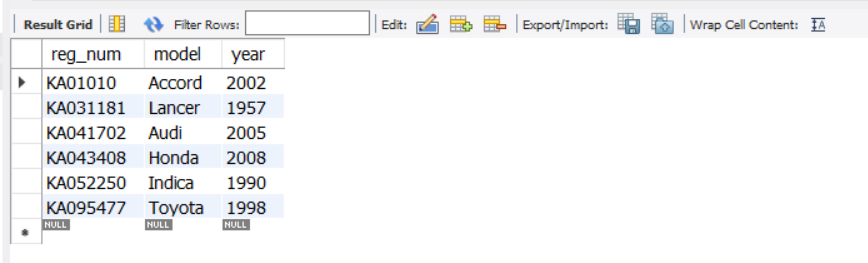 Result Grid Filter Rows: Edit: Export/Import: Wrap Cell Content: IA
reg_num model year
KA01010 Accord 2002
KA031181 Lancer 1957
KA041702 Audi 2005
KA043408 Honda 2008
KA052250 Indica 1990
KA095477 Toyota 1998
NULL NULL NULL